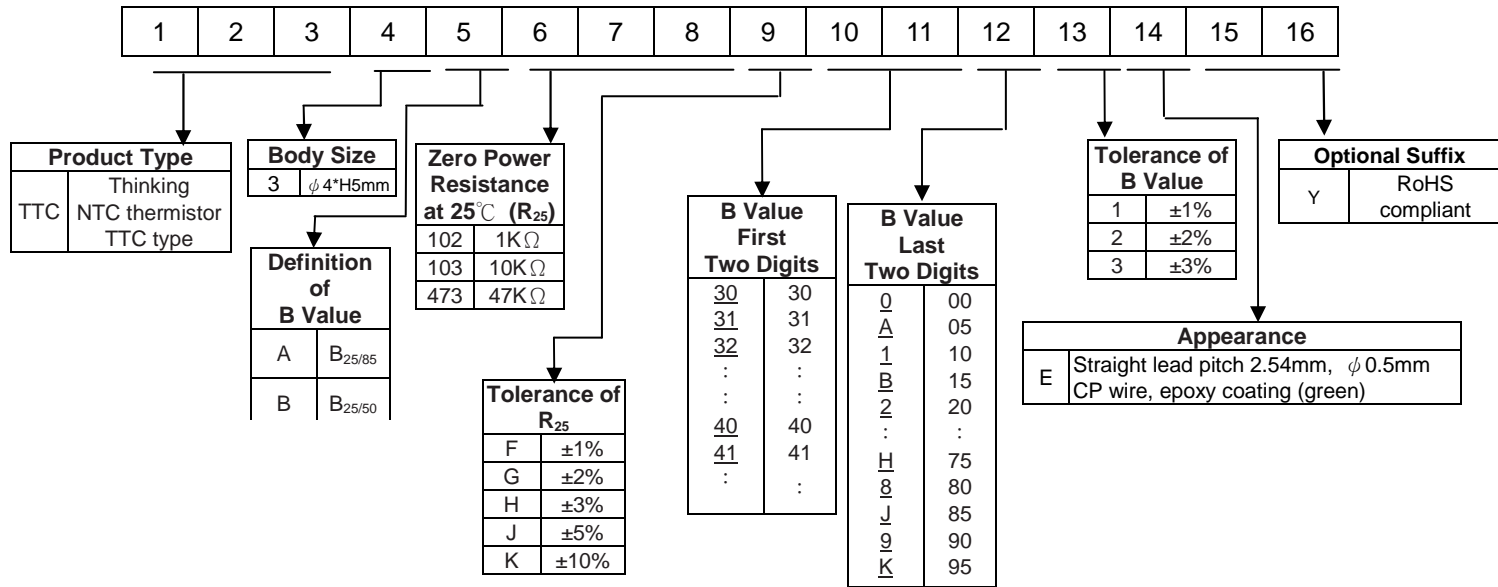 1 2 3 4 5 6 7 8 9 10 11 12 13 14 15 16
Product Type
TTC Thinking
NTC thermistor
TTC type
Body Size
3 ϕ4*H5mm
Definition
of
B Value
A B25/85
B B25/50
Zero Power
Resistance
at 25℃ (R25)
102 1KΩ
103 10KΩ
473 47KΩ
Tolerance of
R25
F ±1%
G ±2%
H ±3%
J ±5%
K ±10%
B Value
First
Two Digits
30 30
31 31
32 32
: :
: :
40 40
41 41
: :
B Value
Last
Two Digits
0 00
A 05
1 10
B 15
2 20
: :
H 75
8 80
J 85
9 90
K 95
Tolerance of
B Value
1 ±1%
2 ±2%
3 ±3%
Appearance
E Straight lead pitch 2.54mm, ϕ0.5mm
CP wire, epoxy coating (green)
Optional Suffix
Y RoHS
compliant